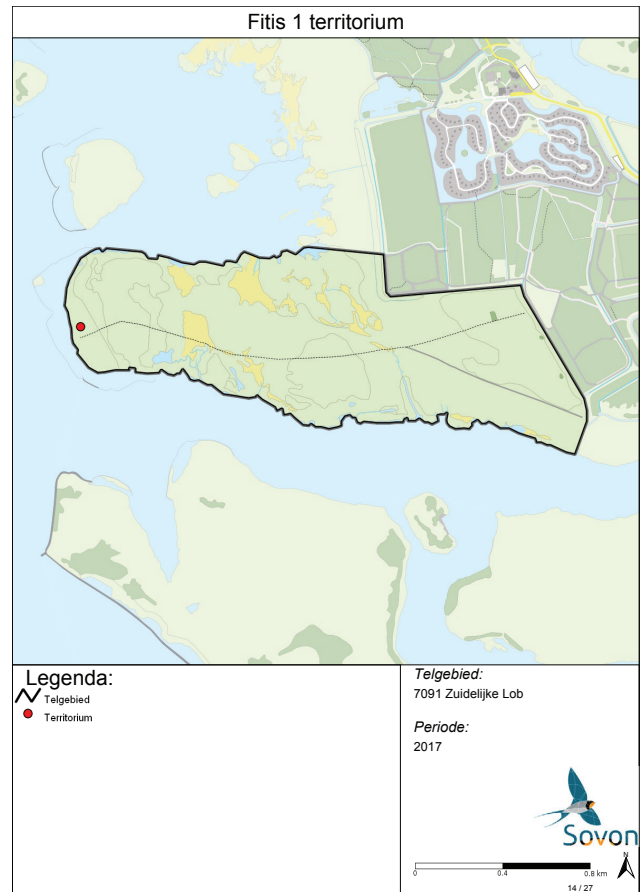 Fitis 1 territorium
Legenda:
Telgebied
Territorium
Telgebied:
7091 Zuidelijke Lob
Periode:
2017
Sovon
0 0.4 0.8 km
N
14 / 27